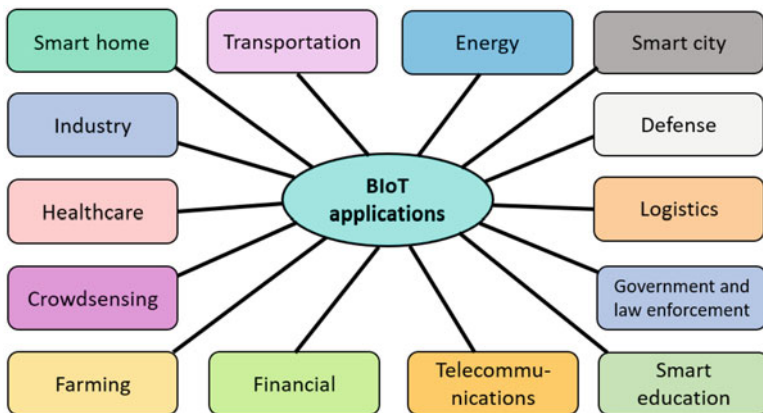 Smart home
Transportation
Energy
Smart city
Industry
Defense
BIoT
applications
Healthcare
Logistics
Crowdsensing
Government and
law enforcement
Farming
Financial
Telecommu-
nications
Smart
education